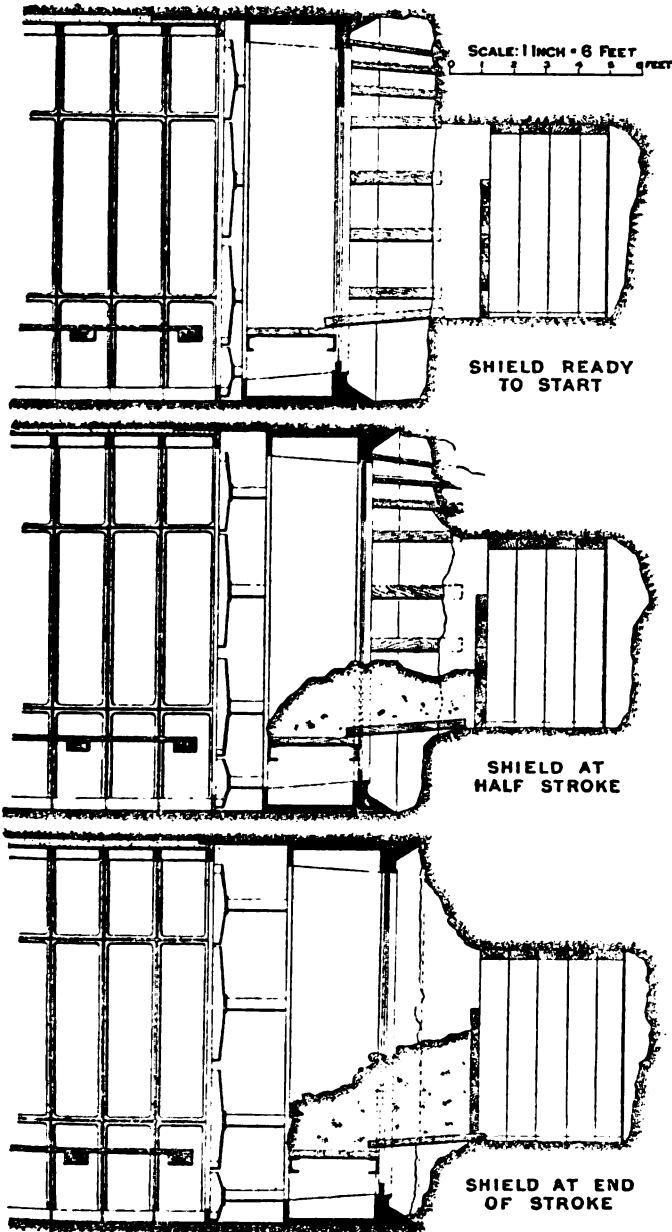 SCALE: 1 INCH = 6 FEET
0 1 2 3 4 5 6 FEET
SHIELD READY
TO START
SHIELD AT
HALF STROKE
SHIELD AT END
OF STROKE